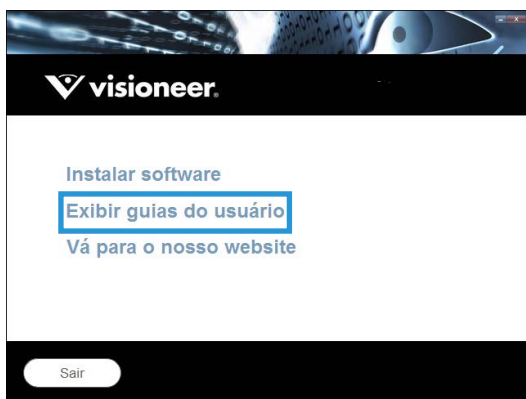 visioneer®
Instalar software
Exibir guias do usuário
Vá para o nosso website
Sair